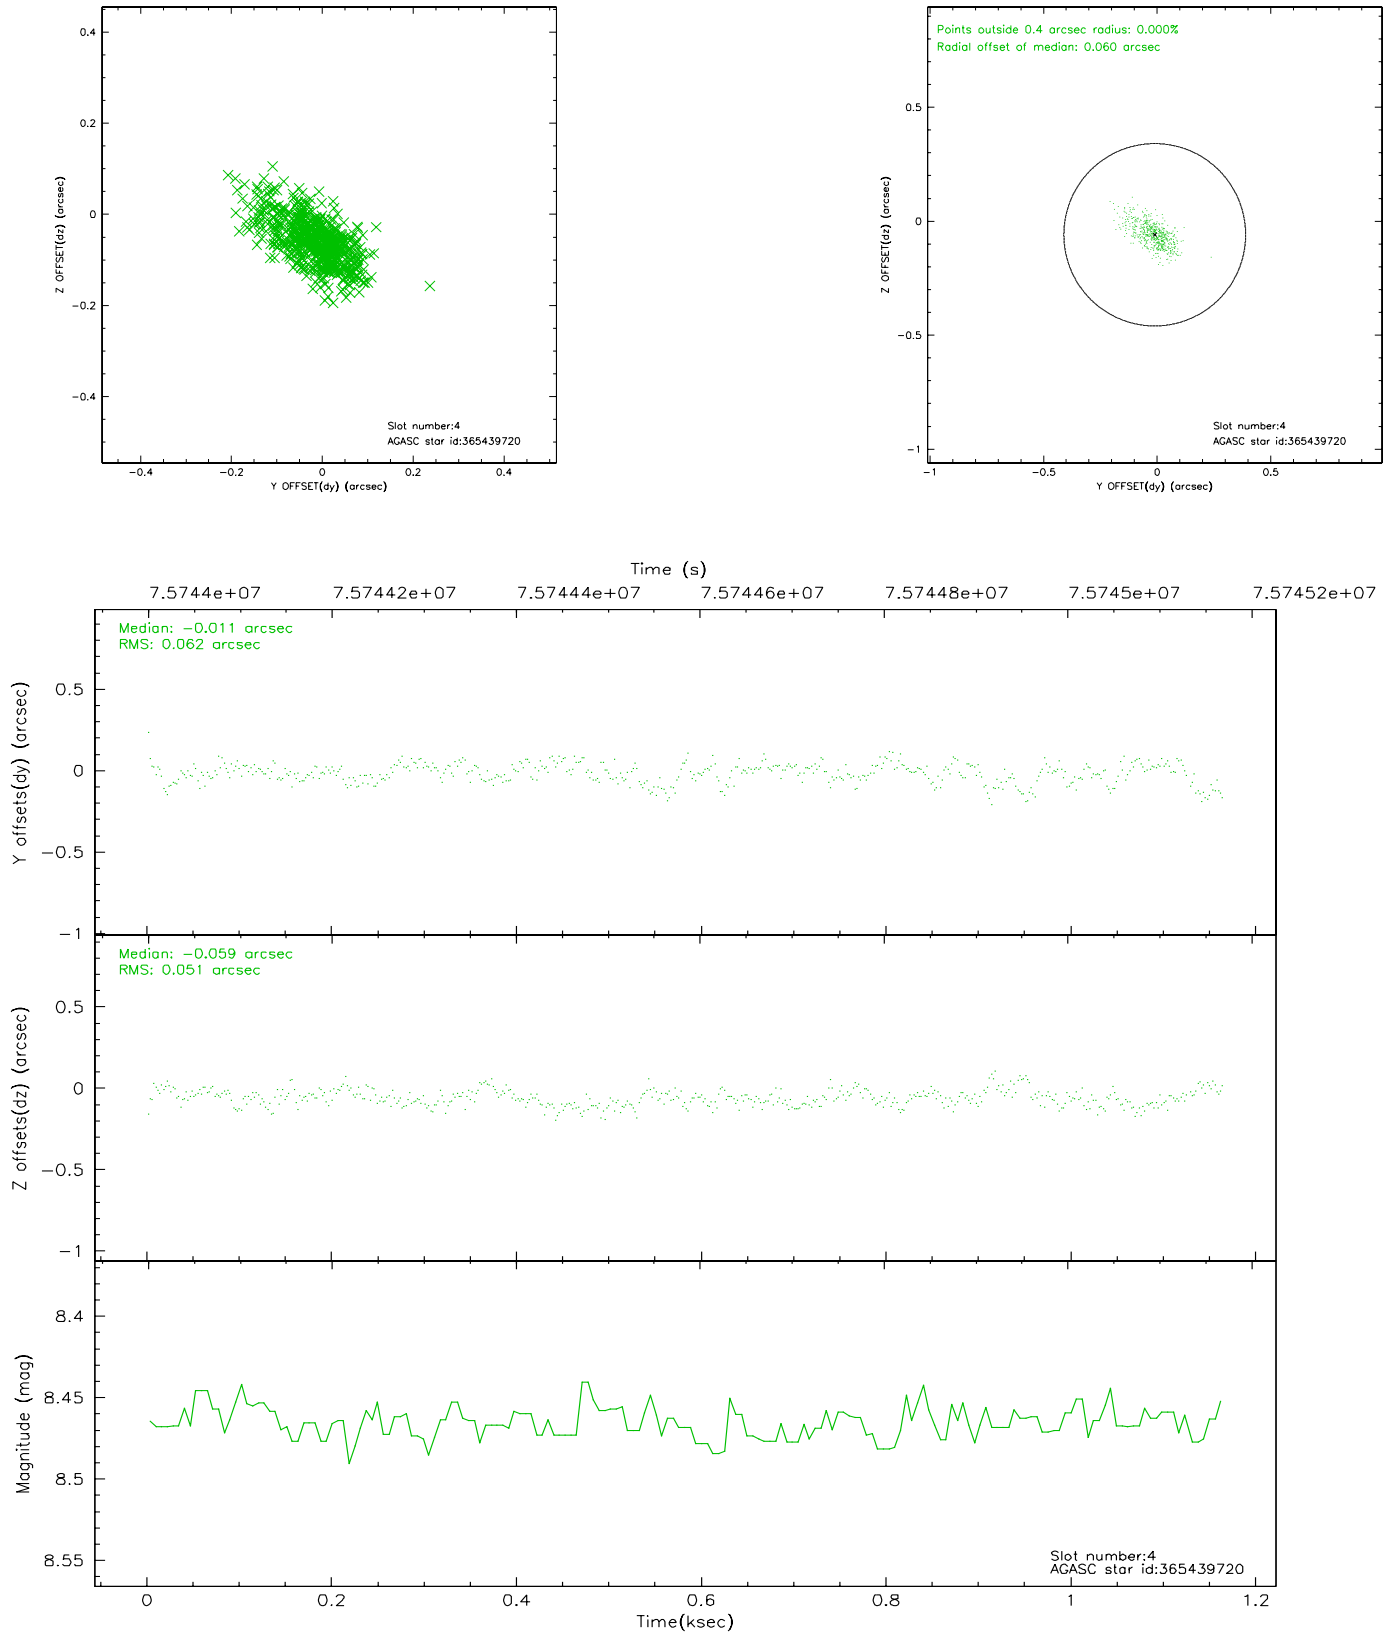 0.4
0.2
0
−0.2
−0.4
Z OFFSET(dz) (arcsec)
Slot number:4
AGASC star id:365439720
−0.4 −0.2 0 0.2 0.4
Y OFFSET(dy) (arcsec)
Points outside 0.4 arcsec radius: 0.000%
Radial offset of median: 0.060 arcsec
0.5
0
−0.5
−1
Z OFFSET(dz) (arcsec)
Slot number:4
AGASC star id:365439720
−1 −0.5 0 0.5
Y OFFSET(dy) (arcsec)
Time (s)
7.5744e+07 7.57442e+07 7.57444e+07 7.57446e+07 7.57448e+07 7.5745e+07 7.57452e+07
Median: −0.011 arcsec
RMS: 0.062 arcsec
0.5
0
−0.5
−1
Y offsets(dy) (arcsec)
Median: −0.059 arcsec
RMS: 0.051 arcsec
0.5
0
−0.5
−1
Z offsets(dz) (arcsec)
8.4
8.45
8.5
8.55
Magnitude (mag)
Slot number:4
AGASC star id:365439720
0 0.2 0.4 0.6 0.8 1 1.2
Time(ksec)